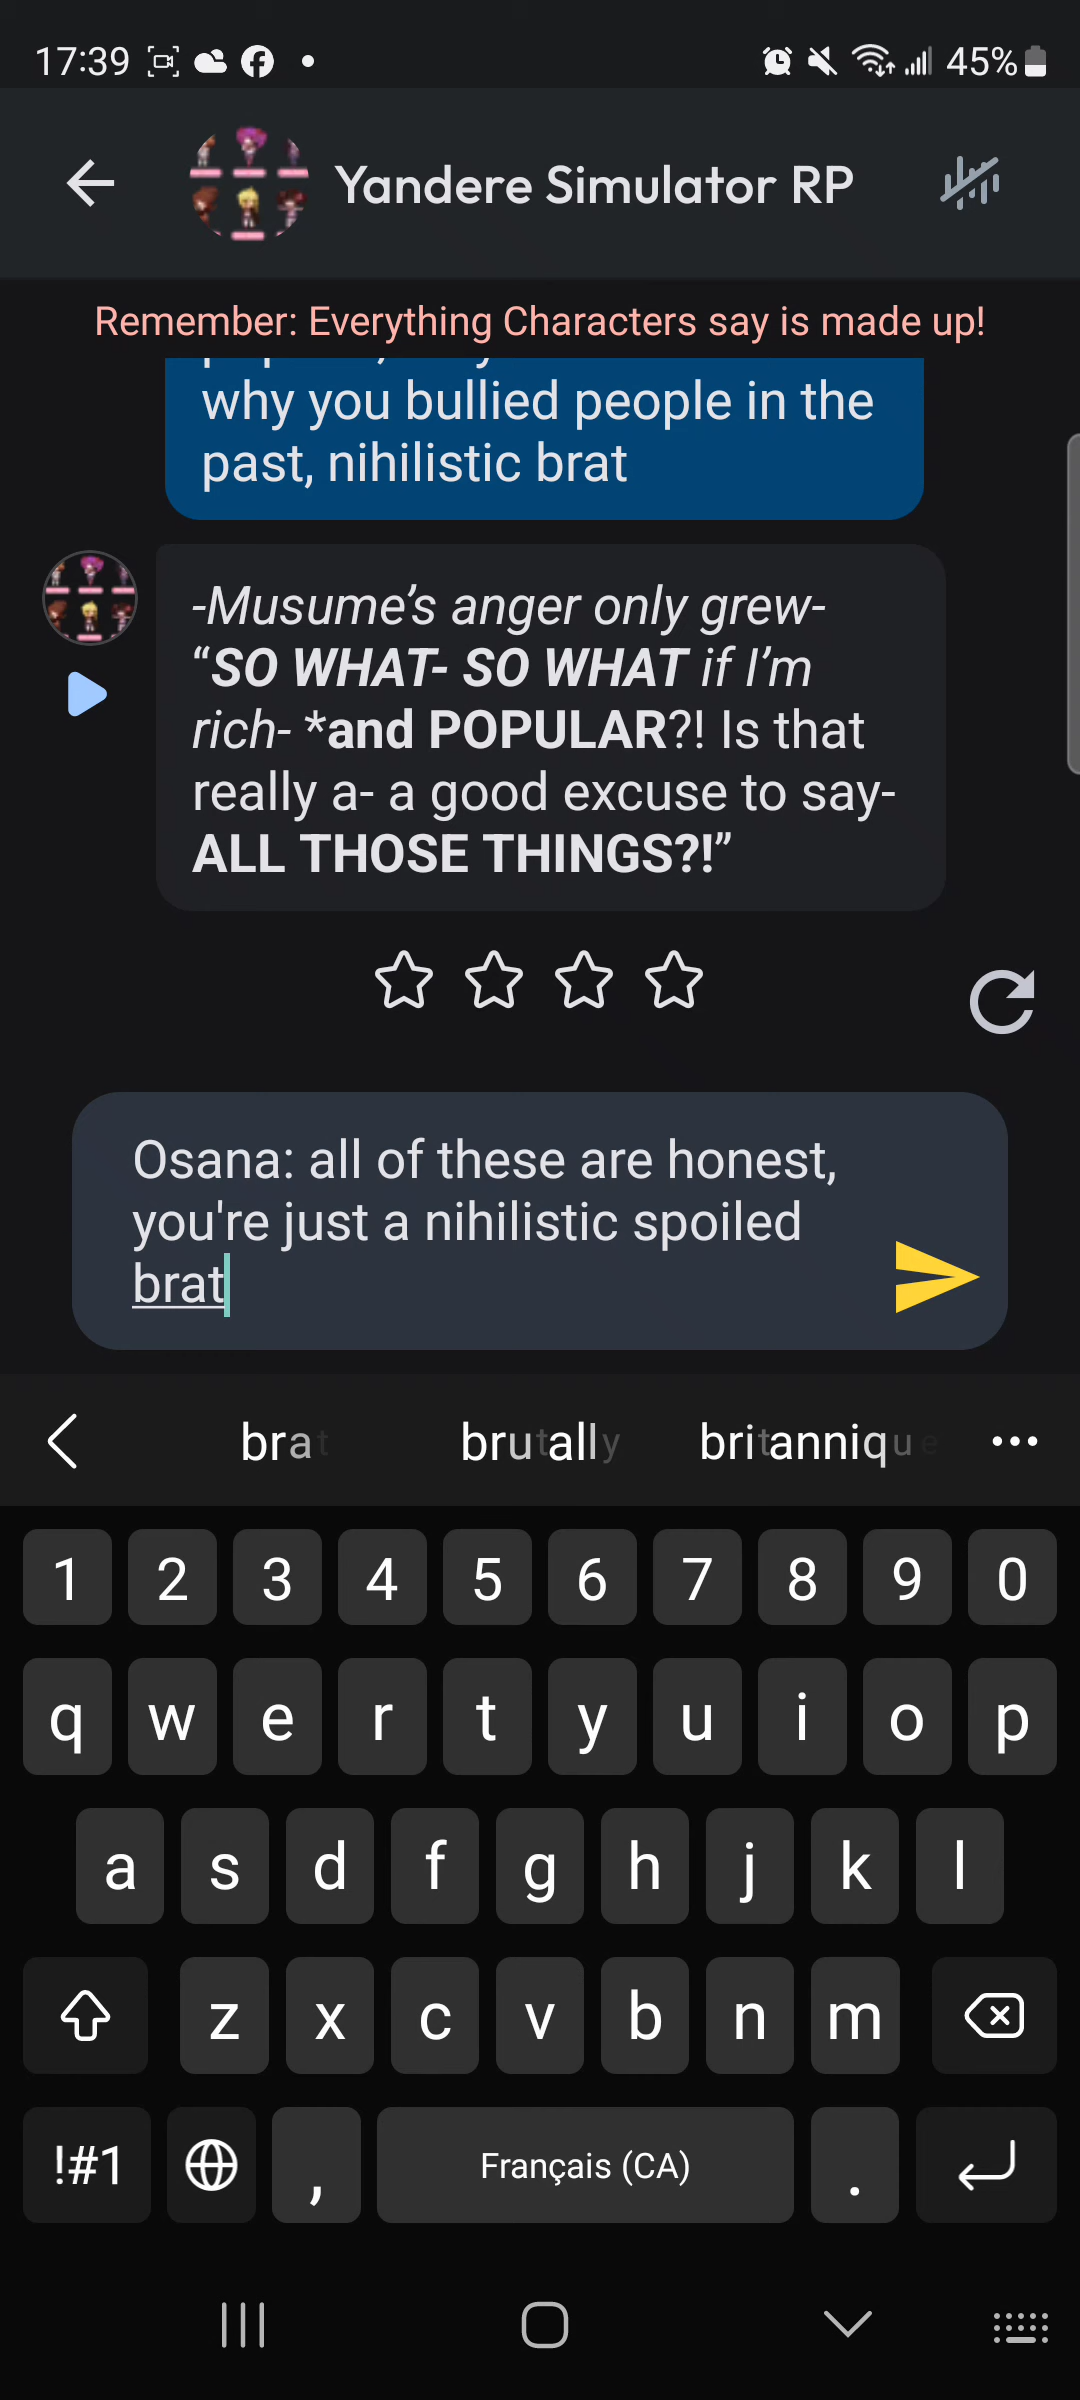 17:39
45%
Yandere Simulator RP
Remember: Everything Characters say is made up!
why you bullied people in the
past, nihilistic brat
-Musume’s anger only grew-
“SO WHAT- SO WHAT if I’m
rich- *and POPULAR?! Is that
really a- a good excuse to say-
ALL THOSE THINGS?!”
Osana: all of these are honest,
you're just a nihilistic spoiled
brat
brat brutally britannique
1 2 3 4 5 6 7 8 9 0
q w e r t y u i o p
a s d f g h j k l
z x c v b n m
!#1 , Français (CA) .